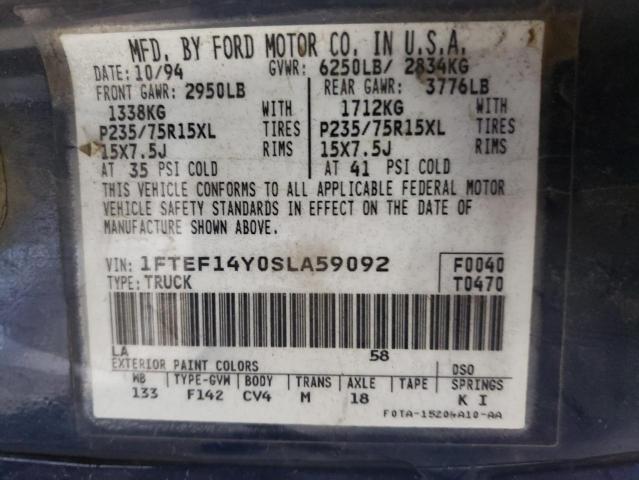 MFD. BY FORD MOTOR CO. IN U.S.A.
DATE: 10/94 GVWR: 6250LB/ 2834KG
FRONT GAWR: 2950LB REAR GAWR: 3776LB
1338KG WITH 1712KG WITH
P235/75R15XL TIRES P235/75R15XL TIRES
15X7.5J RIMS 15X7.5J RIMS
AT 35 PSI COLD AT 41 PSI COLD
THIS VEHICLE CONFORMS TO ALL APPLICABLE FEDERAL MOTOR
VEHICLE SAFETY STANDARDS IN EFFECT ON THE DATE OF
MANUFACTURE SHOWN ABOVE.
VIN: 1FTEF14Y0SLA59092 F0040
TYPE: TRUCK T0470
LA 58
EXTERIOR PAINT COLORS DSO
WB TYPE-GVW BODY TRANS AXLE TAPE SPRINGS
133 F142 CV4 M 18 K I
F0TA-15204A10-AA